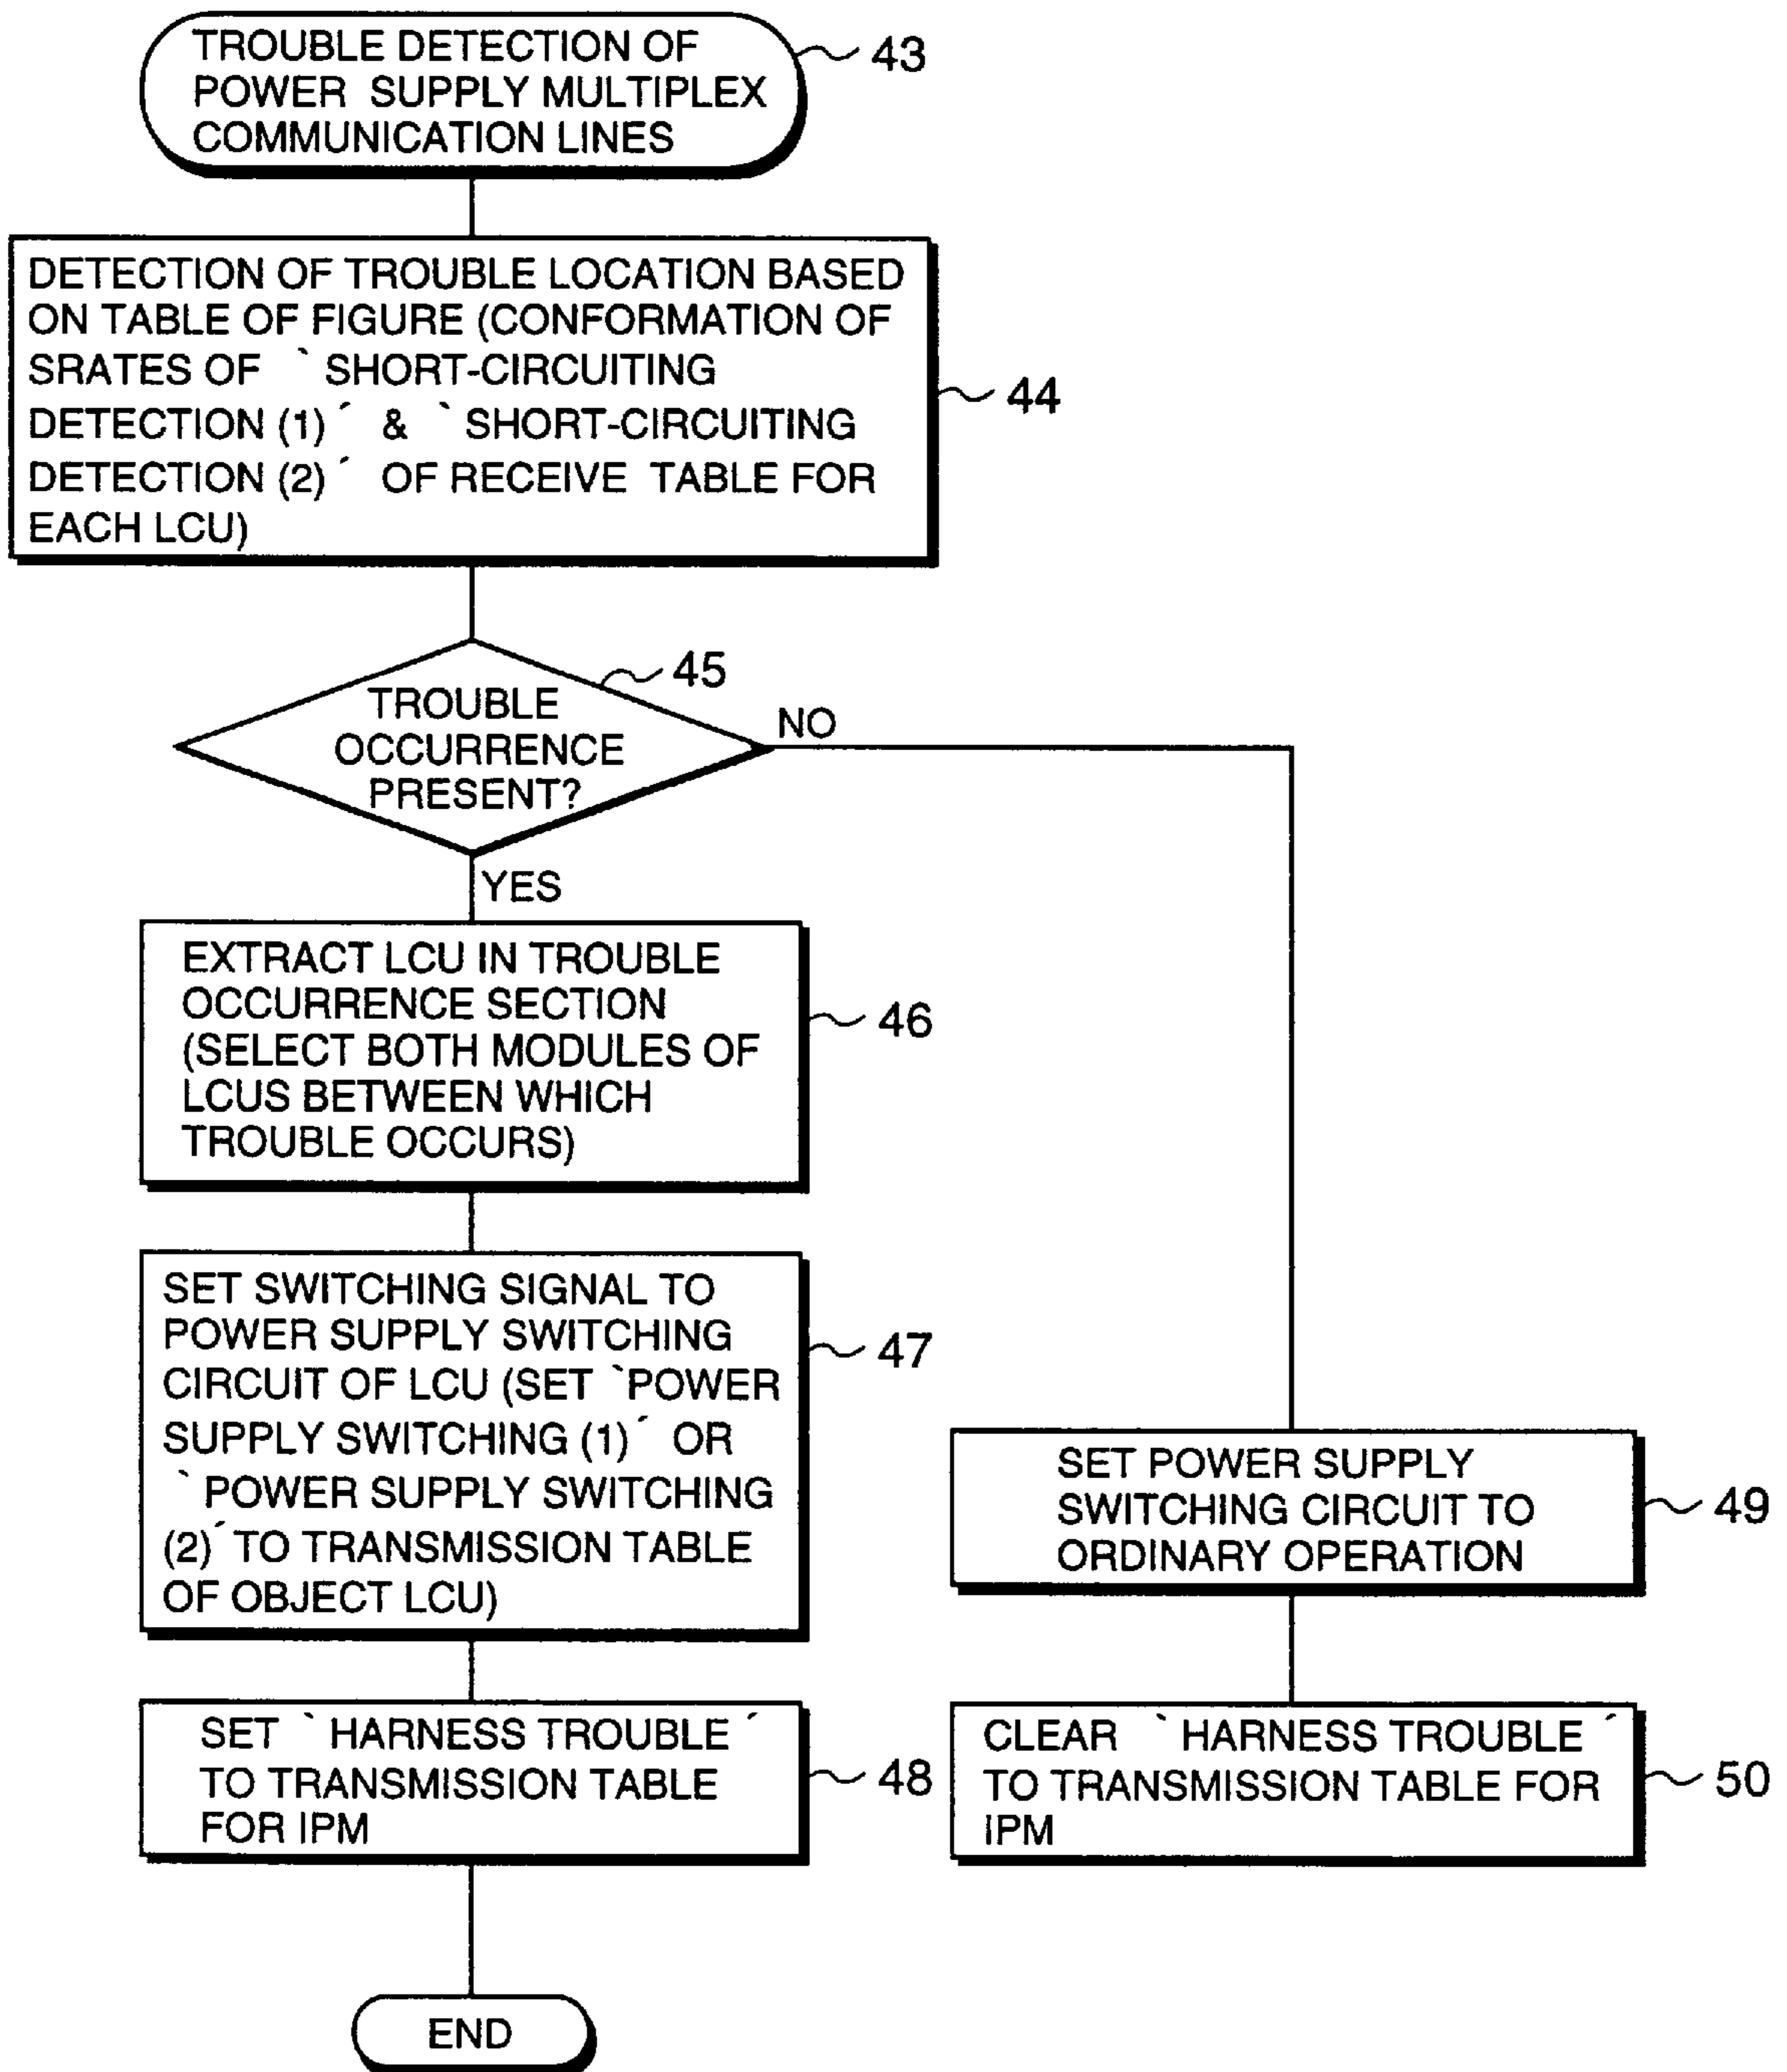 TROUBLE DETECTION OF
POWER SUPPLY MULTIPLEX
COMMUNICATION LINES
43
DETECTION OF TROUBLE LOCATION BASED
ON TABLE OF FIGURE (CONFORMATION OF
SRATES OF `SHORT-CIRCUITING
DETECTION (1)´ & `SHORT-CIRCUITING
DETECTION (2)´ OF RECEIVE TABLE FOR
EACH LCU)
44
45
TROUBLE
OCCURRENCE
PRESENT?
NO
YES
EXTRACT LCU IN TROUBLE
OCCURRENCE SECTION
(SELECT BOTH MODULES OF
LCUS BETWEEN WHICH
TROUBLE OCCURS)
46
SET SWITCHING SIGNAL TO
POWER SUPPLY SWITCHING
CIRCUIT OF LCU (SET `POWER
SUPPLY SWITCHING (1)´ OR
`POWER SUPPLY SWITCHING
(2)´ TO TRANSMISSION TABLE
OF OBJECT LCU)
47
SET POWER SUPPLY
SWITCHING CIRCUIT TO
ORDINARY OPERATION
49
SET `HARNESS TROUBLE´
TO TRANSMISSION TABLE
FOR IPM
48
CLEAR `HARNESS TROUBLE´
TO TRANSMISSION TABLE FOR
IPM
50
END